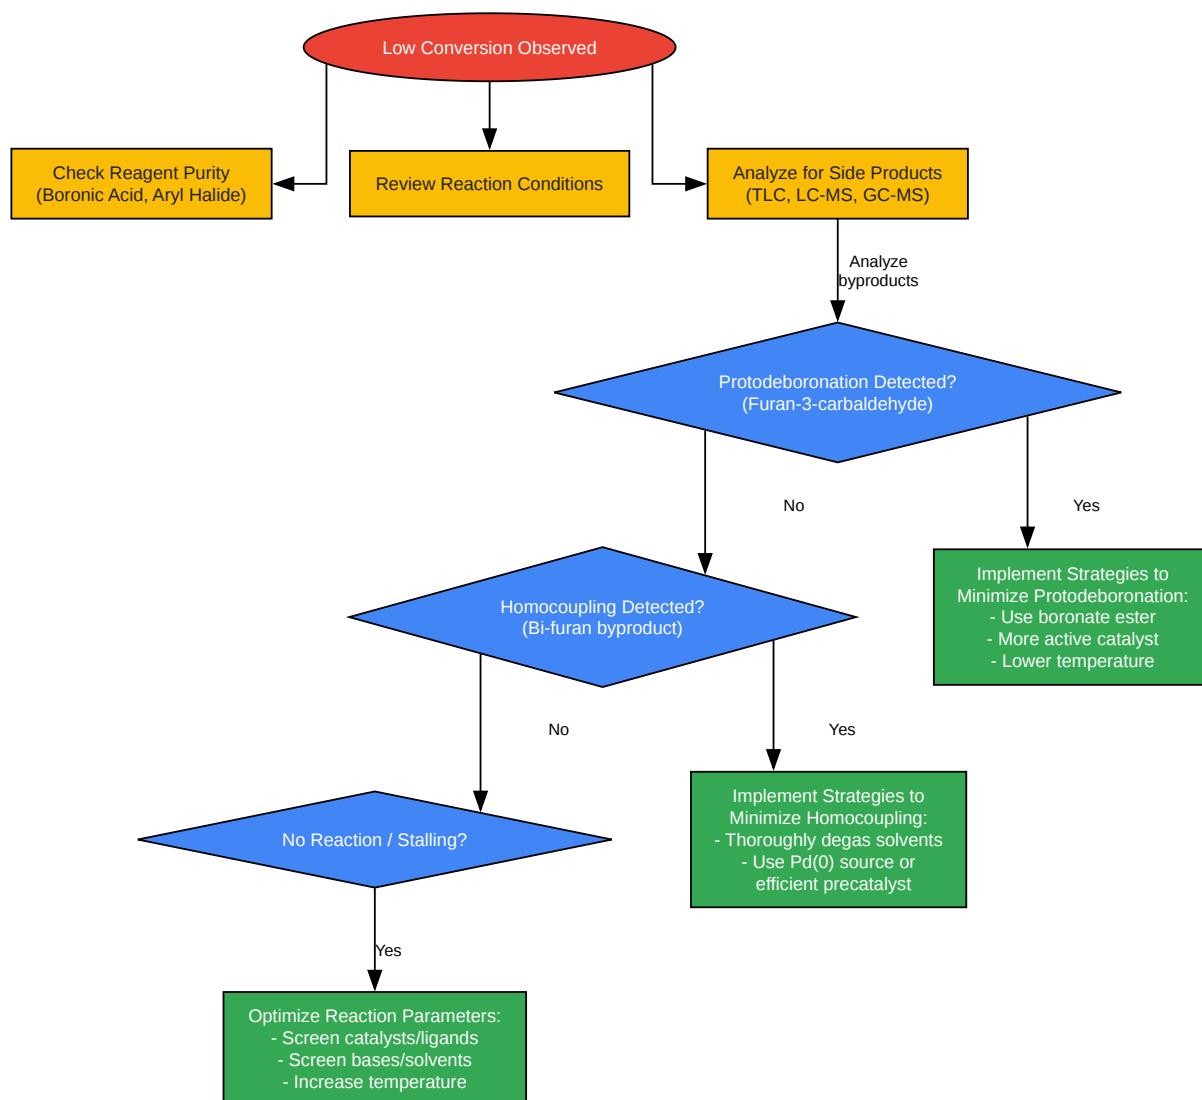 Low Conversion Observed
Check Reagent Purity
(Boronic Acid, Aryl Halide)
Review Reaction Conditions
Analyze for Side Products
(TLC, LC-MS, GC-MS)
Analyze
byproducts
Protodeboronation Detected?
(Furan-3-carbaldehyde)
No
Yes
Implement Strategies to
Minimize Protodeboronation:
- Use boronate ester
- More active catalyst
- Lower temperature
Homocoupling Detected?
(Bi-furan byproduct)
No
Yes
Implement Strategies to
Minimize Homocoupling:
- Thoroughly degas solvents
- Use Pd(0) source or
efficient precatalyst
No Reaction / Stalling?
Yes
Optimize Reaction Parameters:
- Screen catalysts/ligands
- Screen bases/solvents
- Increase temperature